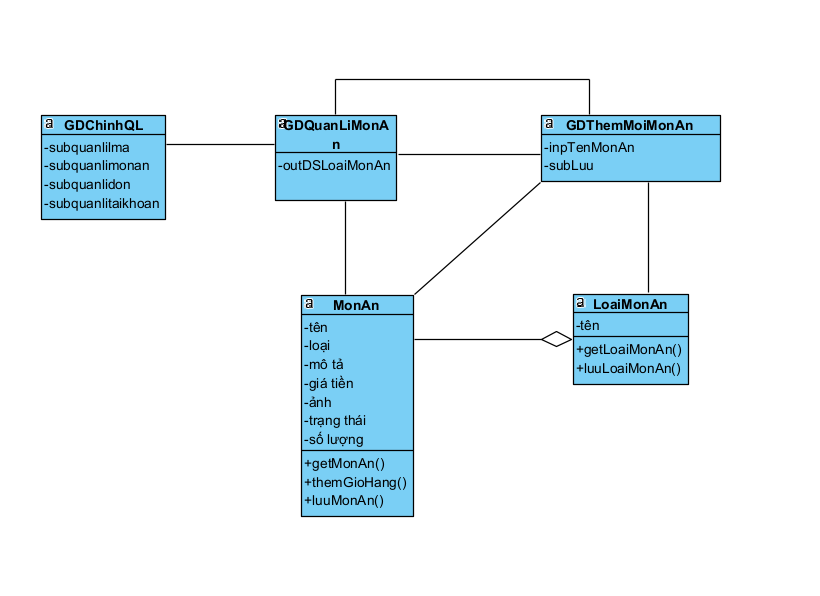 a GDChinhQL
-subquanlilma
-subquanlimonan
-subquanlidon
-subquanlitaikhoan
a GDQuanLiMonA
n
-outDSLoaiMonAn
a GDThemMoiMonAn
-inpTenMonAn
-subLuu
a MonAn
-tên
-loại
-mô tả
-giá tiền
-ảnh
-trạng thái
-số lượng
+getMonAn()
+themGioHang()
+luuMonAn()
a LoaiMonAn
-tên
+getLoaiMonAn()
+luuLoaiMonAn()